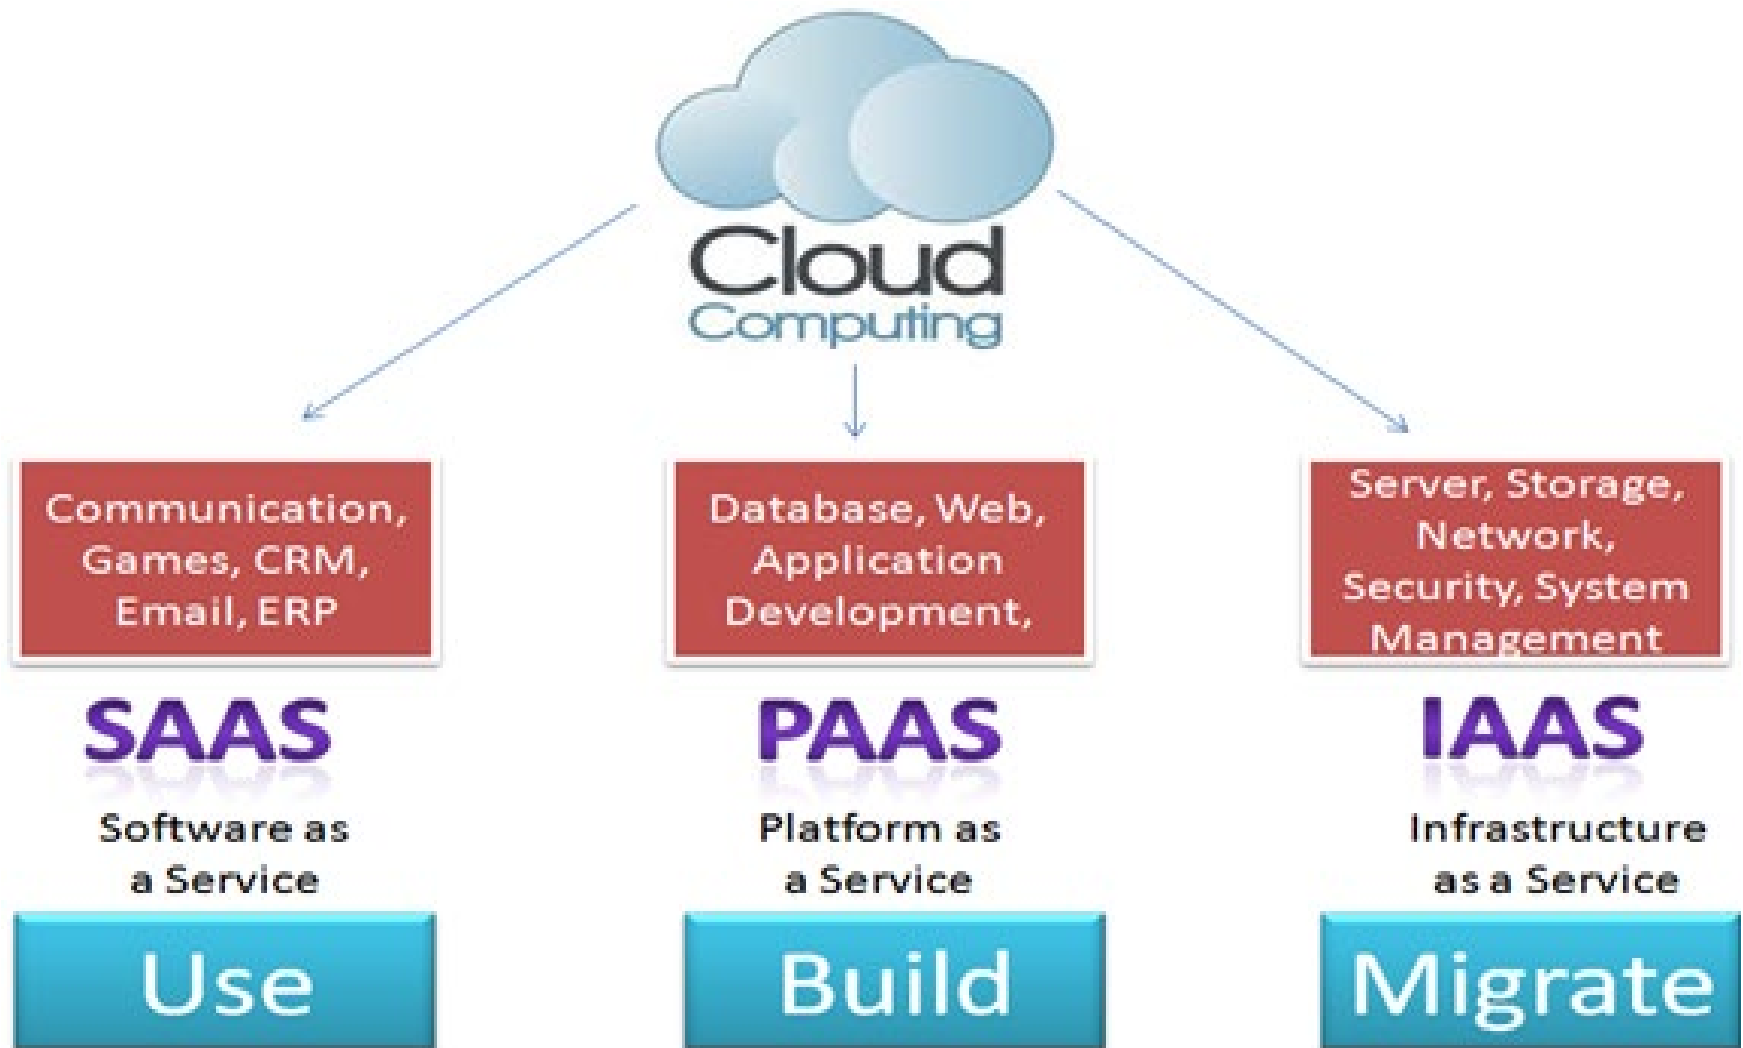 Cloud
Computing
Communication,
Games, CRM,
Email, ERP
Database, Web,
Application
Development,
Server, Storage,
Network,
Security, System
Management
SAAS
PAAS
IAAS
Software as
a Service
Platform as
a Service
Infrastructure
as a Service
Use
Build
Migrate